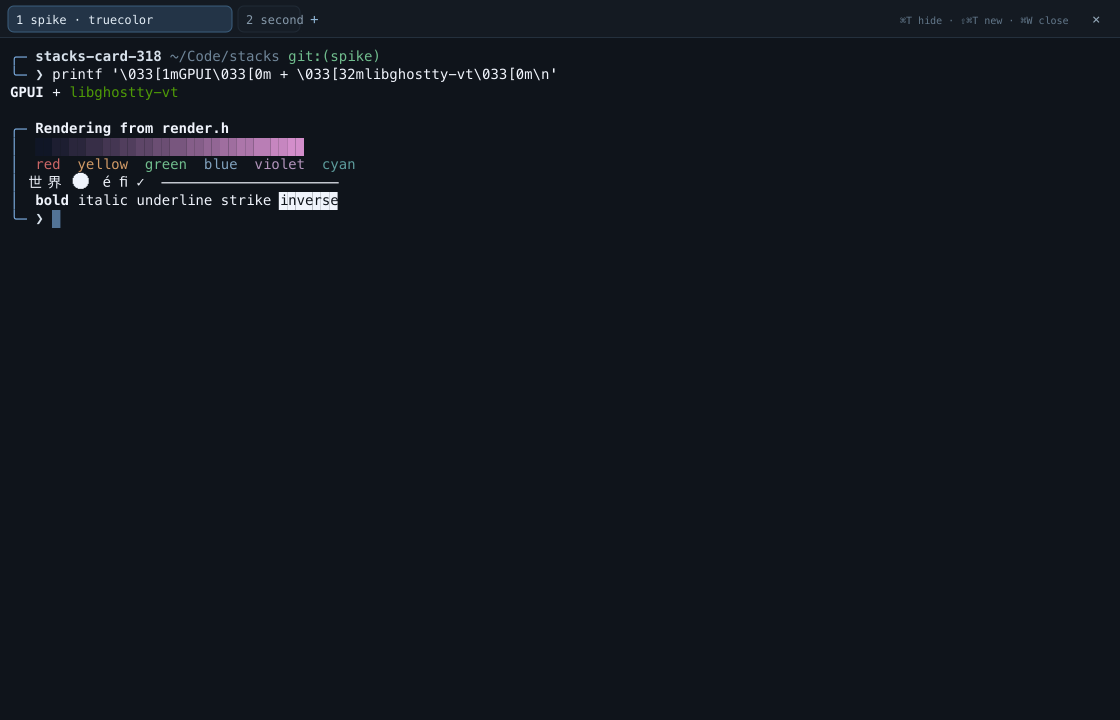 1 spike · truecolor
2 second +
⌘T hide · ⇧⌘T new · ⌘W close ×
stacks-card-318 ~/Code/stacks git:(spike)
❯ printf '\033[1mGPUI\033[0m + \033[32mlibghostty-vt\033[0m\n'
GPUI + libghostty-vt
Rendering from render.h
red yellow green blue violet cyan
世界 é fi ✓
bold italic underline strike inverse
❯